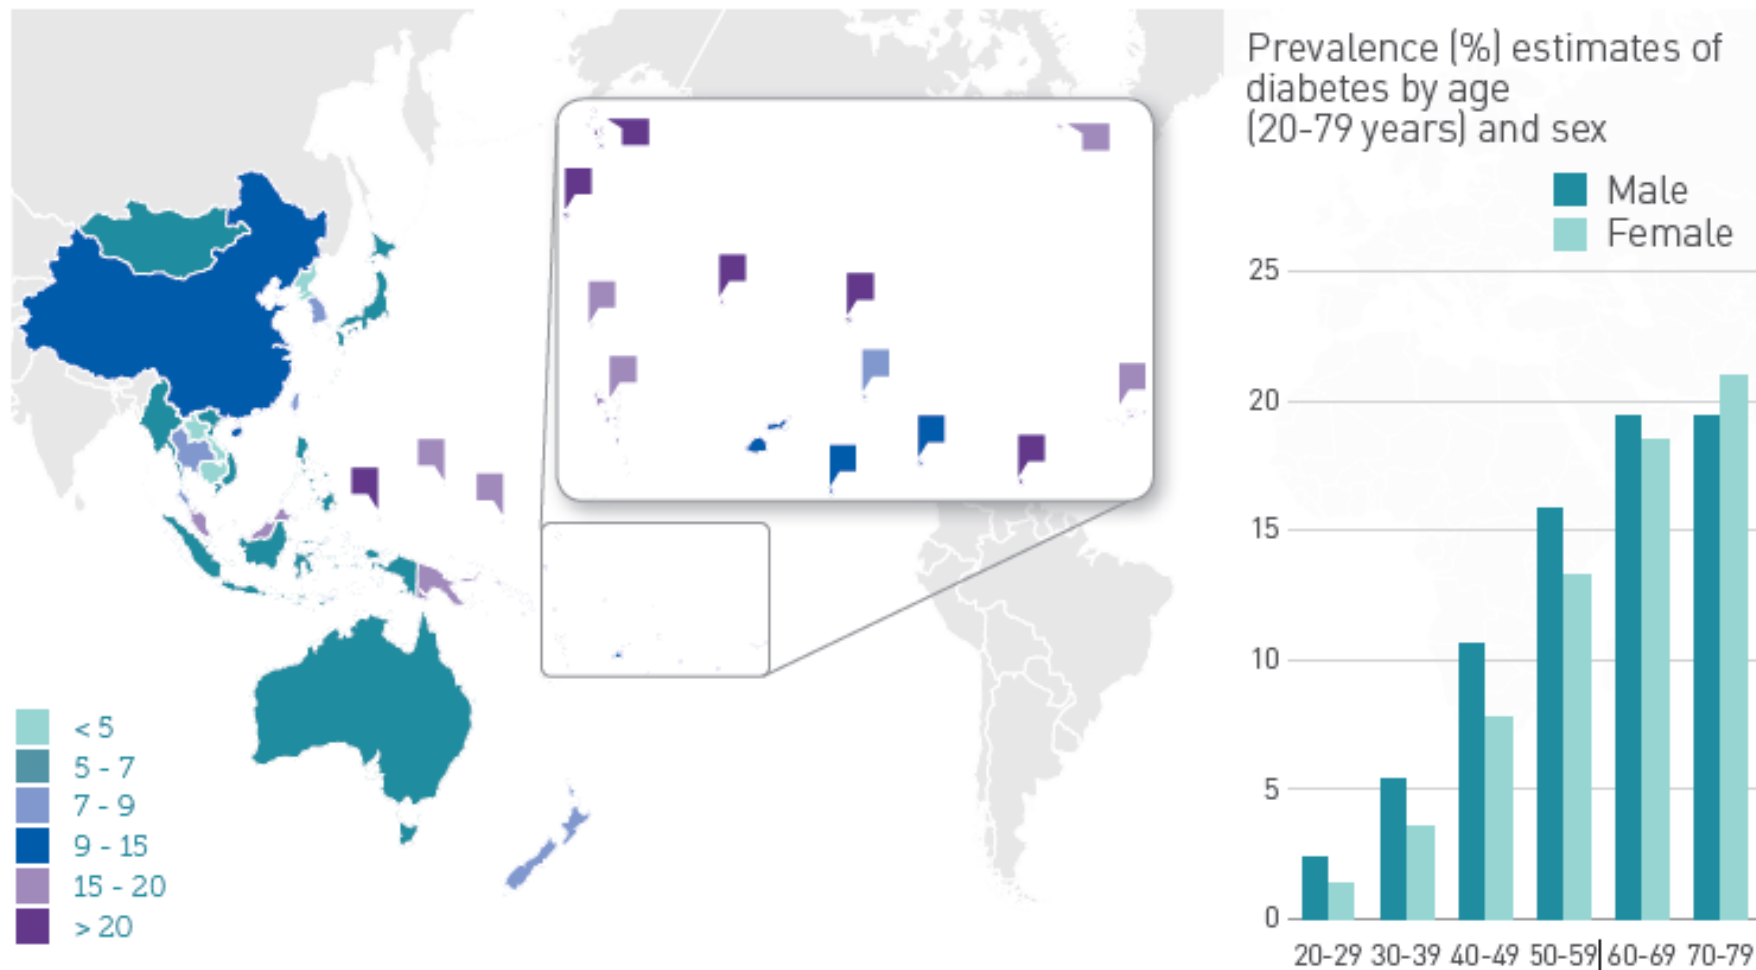 Prevalence (%) estimates of
diabetes by age
(20-79 years) and sex
Male
Female
25
20
15
10
5
0
20-29 30-39 40-49 50-59 60-69 70-79
< 5
5 - 7
7 - 9
9 - 15
15 - 20
> 20